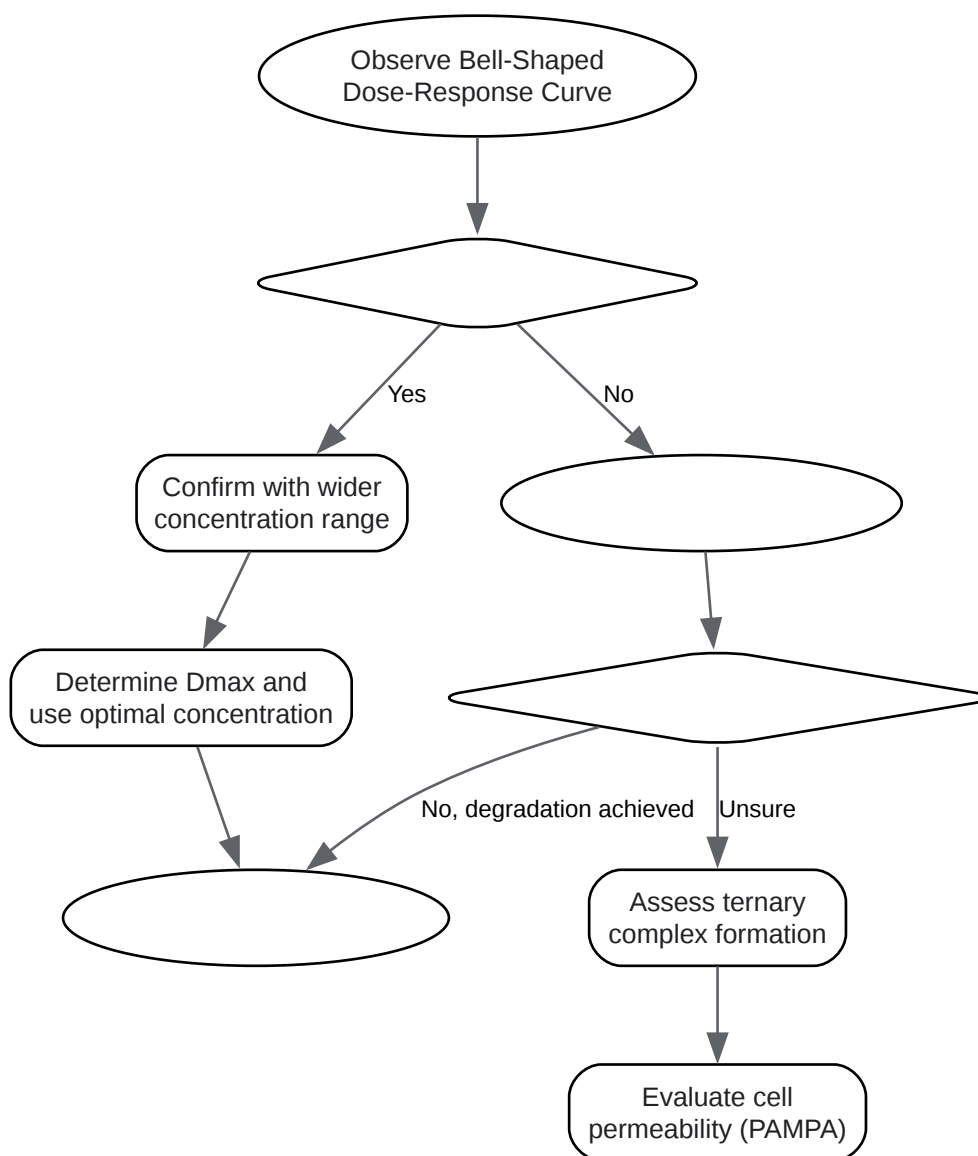 Observe Bell-Shaped
Dose-Response Curve
Yes
No
Confirm with wider
concentration range
Determine Dmax and
use optimal concentration
No, degradation achieved
Unsure
Assess ternary
complex formation
Evaluate cell
permeability (PAMPA)